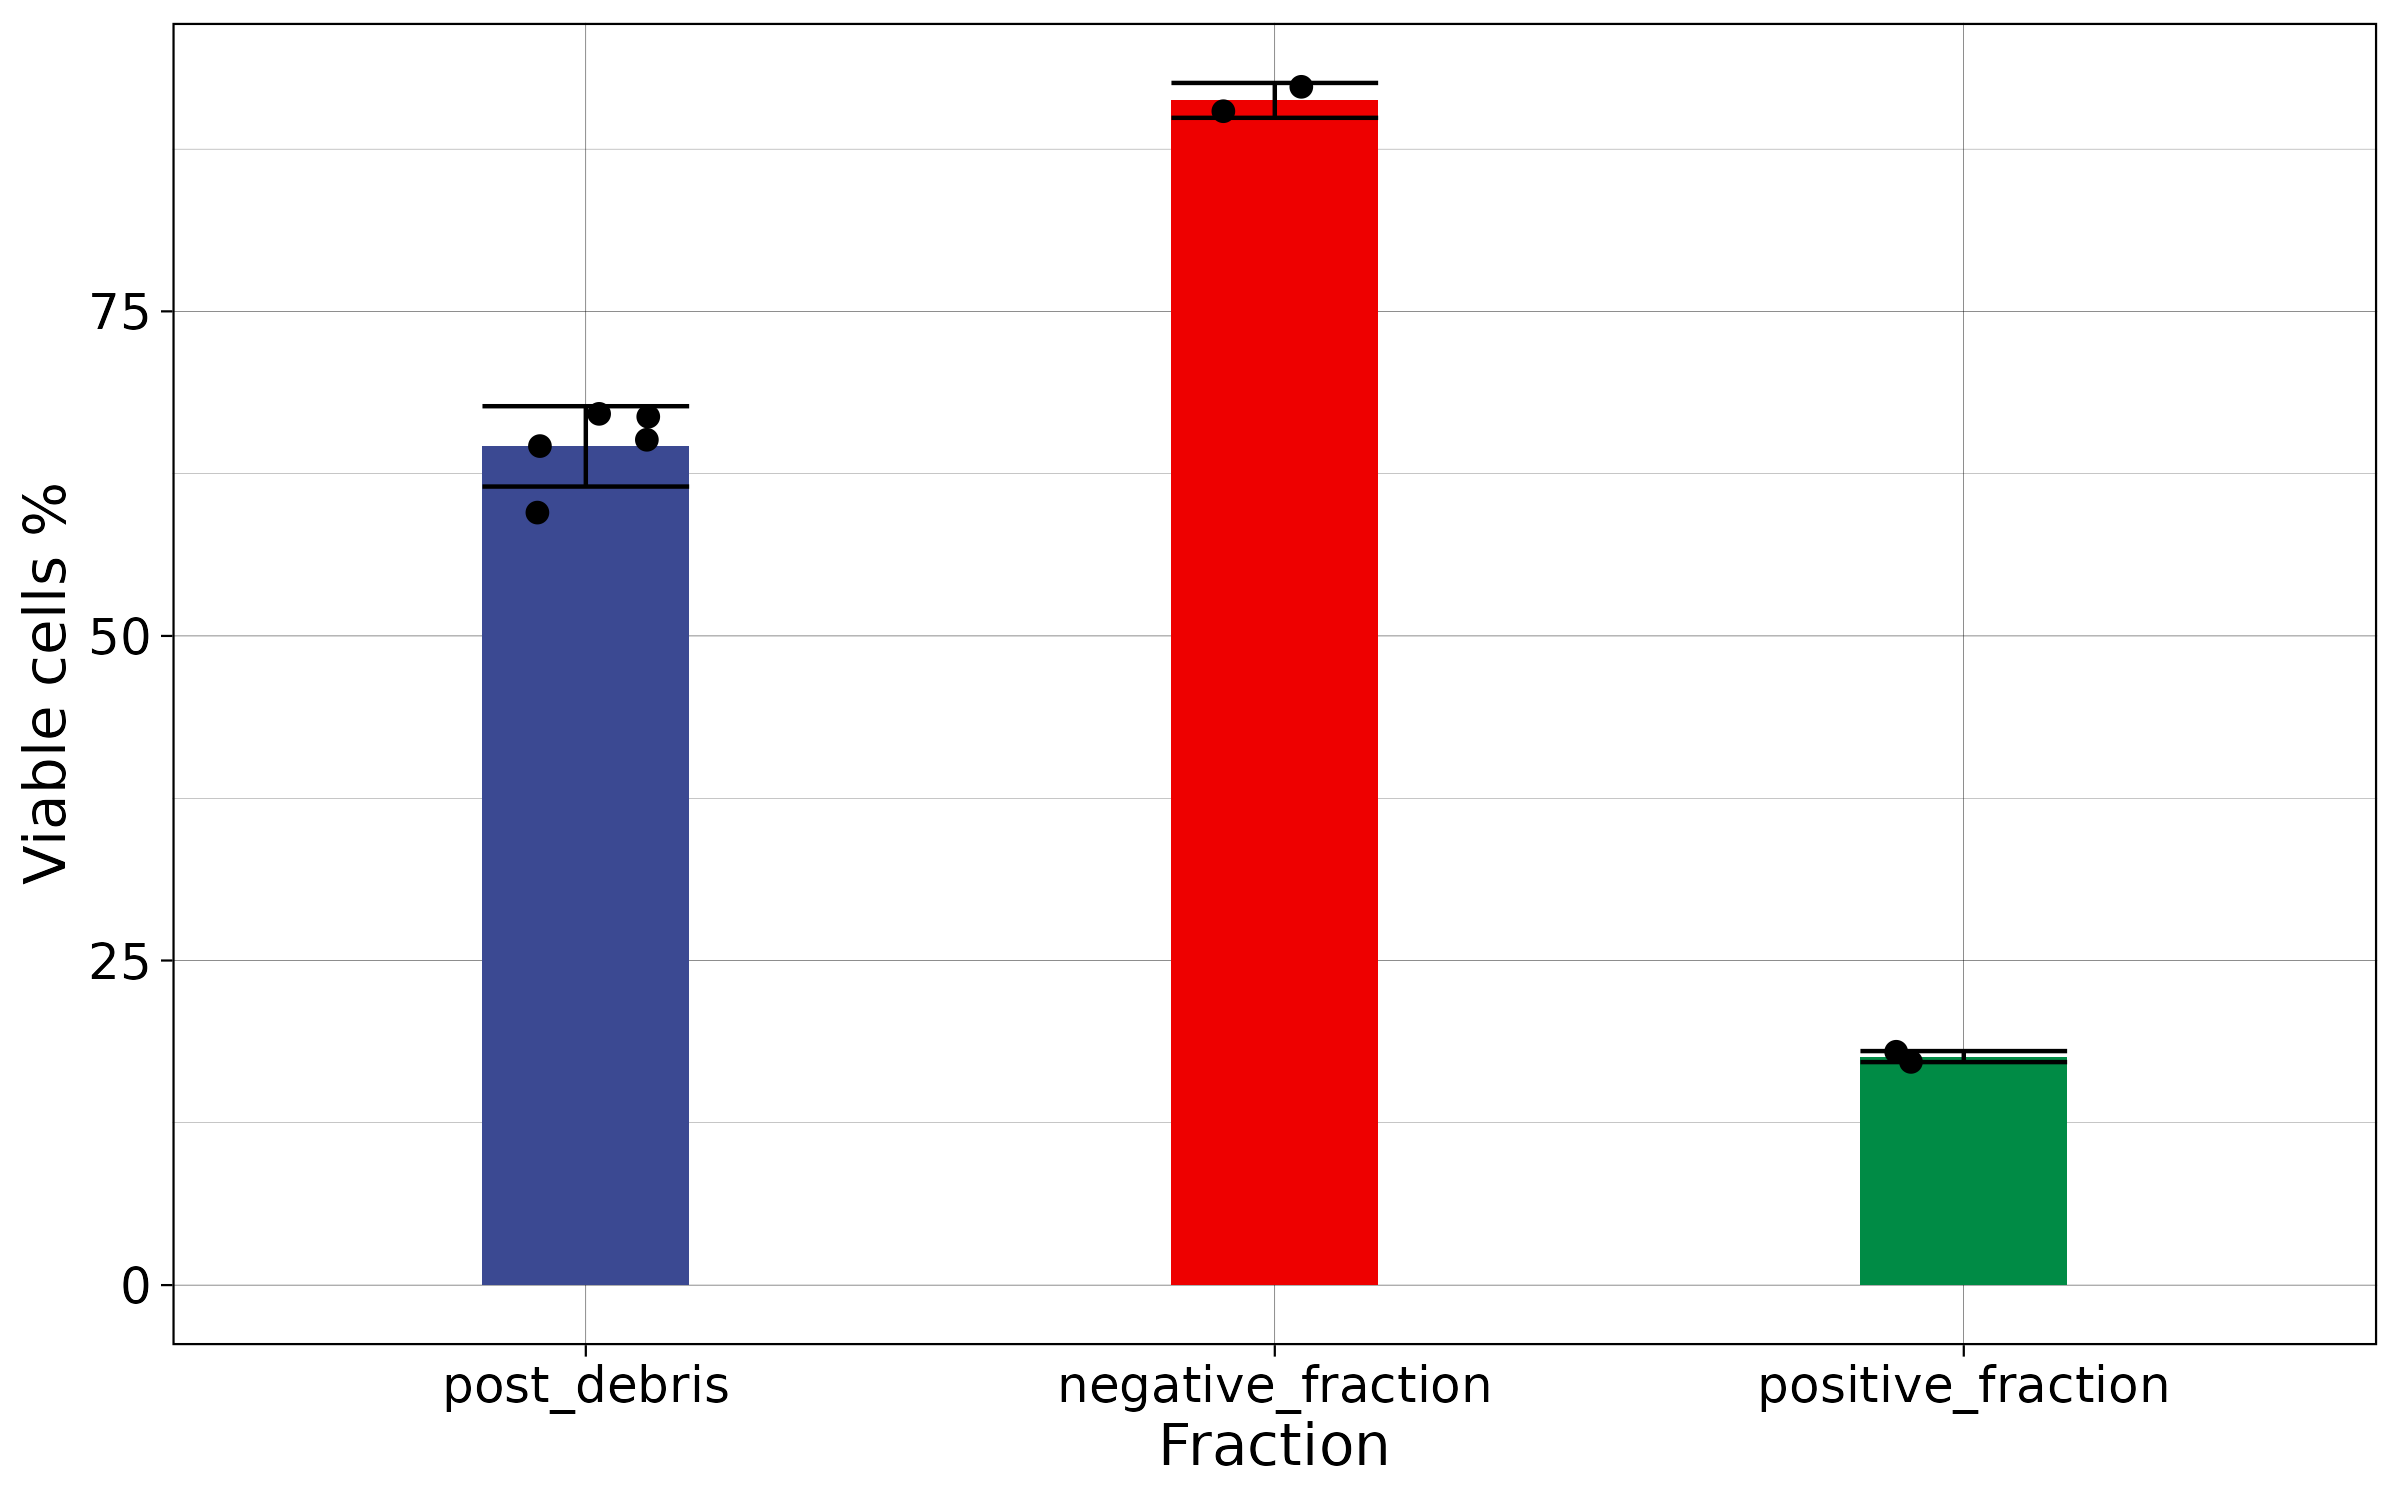 Viable cells %
75
50
25
0
post_debris
negative_fraction
positive_fraction
Fraction